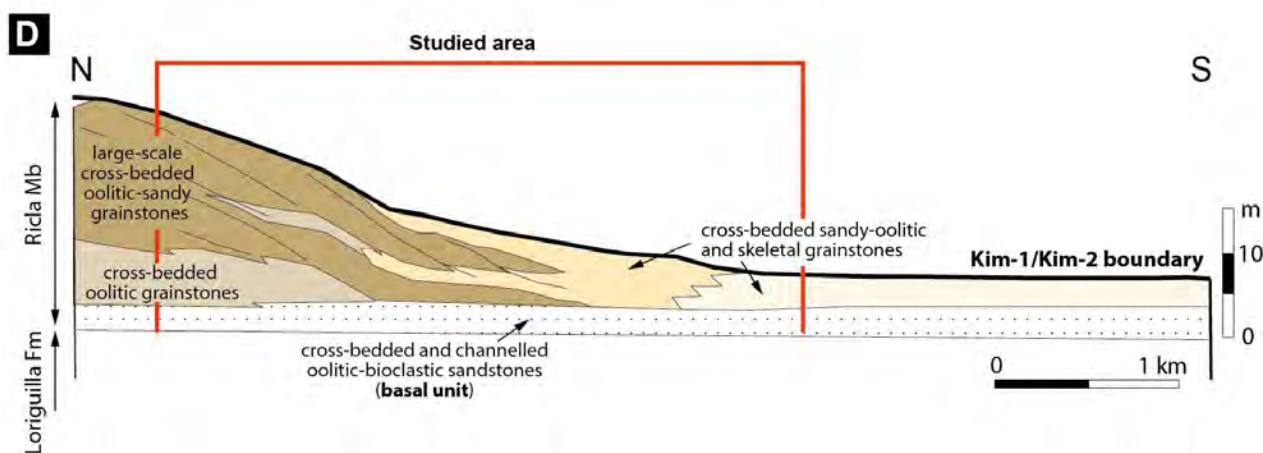 D
Studied area
N
S
large-scale
cross-bedded
oolitic-sandy
grainstones
cross-bedded
oolitic grainstones
Ricla Mb
Loriguilla Fm
cross-bedded sandy-oolitic
and skeletal grainstones
Kim-1/Kim-2 boundary
m
10
0
cross-bedded and channelled
oolitic-bioclastic sandstones
(basal unit)
0 1 km